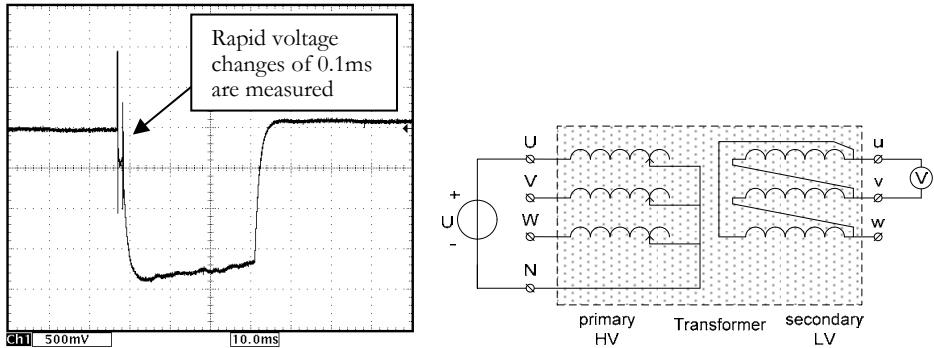 Rapid voltage
changes of 0.1ms
are measured
Ch1 500mV 10.0ms
U
V
W
N
+
U
-
u
v
w
V
primary
HV
Transformer
secondary
LV